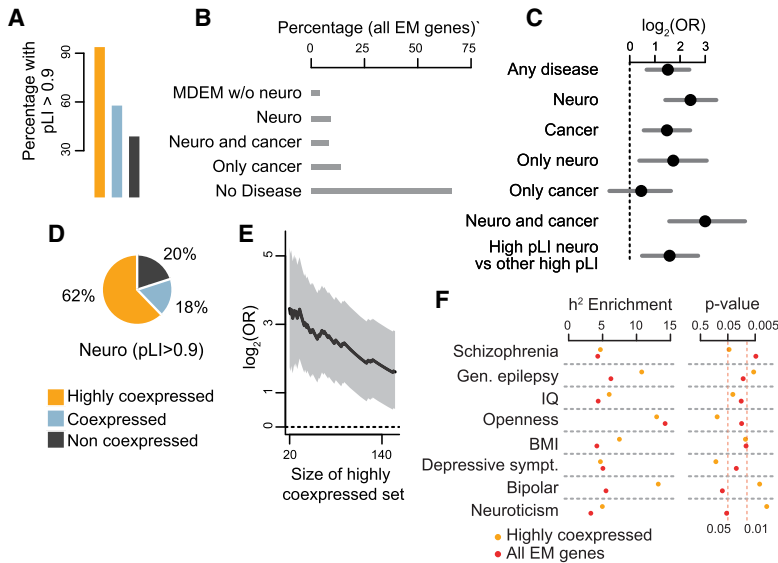 A
Percentage with
pLI > 0.9
90
60
30
B
Percentage (all EM genes)`
0
25
50
75
MDEM w/o neuro
Neuro
Neuro and cancer
Only cancer
No Disease
C
log2(OR)
0 1 2 3
Any disease
Neuro
Cancer
Only neuro
Only cancer
Neuro and cancer
High pLI neuro
vs other high pLI
D
20%
62%
18%
Neuro (pLI>0.9)
Highly coexpressed
Coexpressed
Non coexpressed
E
log2(OR)
5
3
1
0
20
140
Size of highly
coexpressed set
F
h² Enrichment
0 5 10 15
p-value
0.5 0.05 0.005
Schizophrenia
Gen. epilepsy
IQ
Openness
BMI
Depressive sympt.
Bipolar
Neuroticism
0.05 0.01
Highly coexpressed
All EM genes